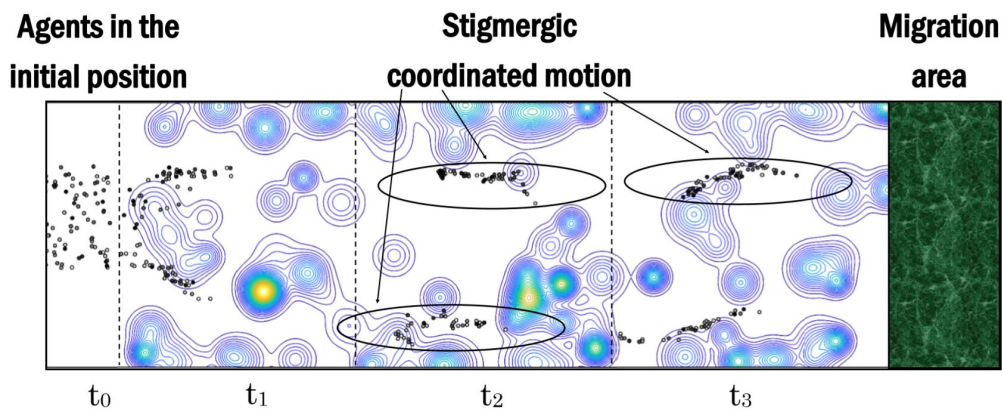 Agents in the
initial position
Stigmergic
coordinated motion
Migration
area
t₀
t₁
t₂
t₃